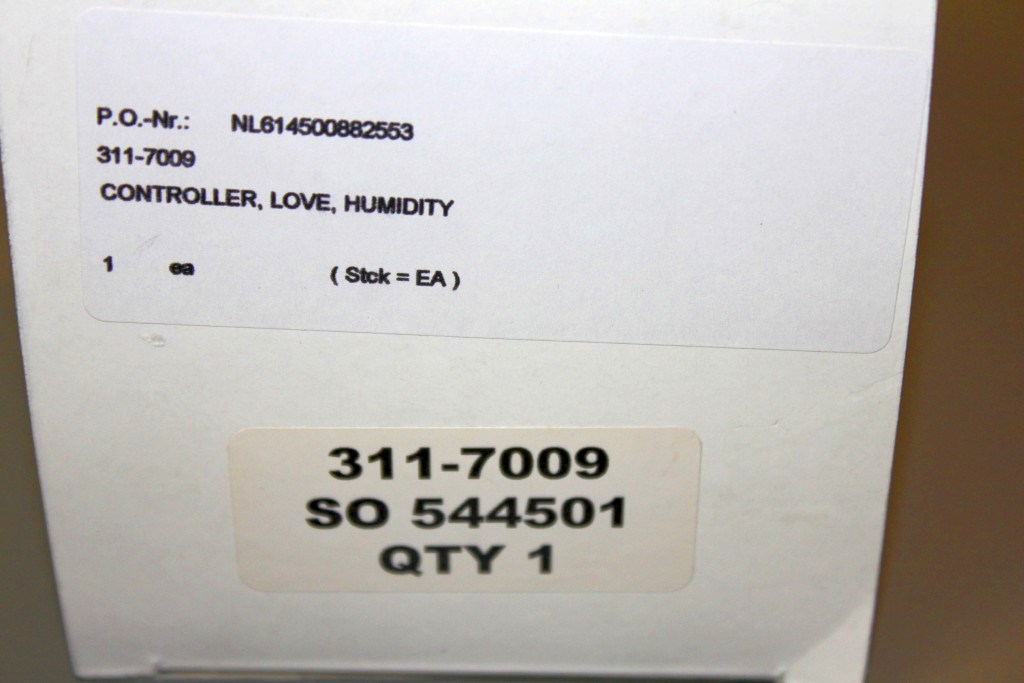 P.O.-Nr.: NL614500882553
311-7009
CONTROLLER, LOVE, HUMIDITY
1 ea ( Stck = EA )
311-7009
SO 544501
QTY 1